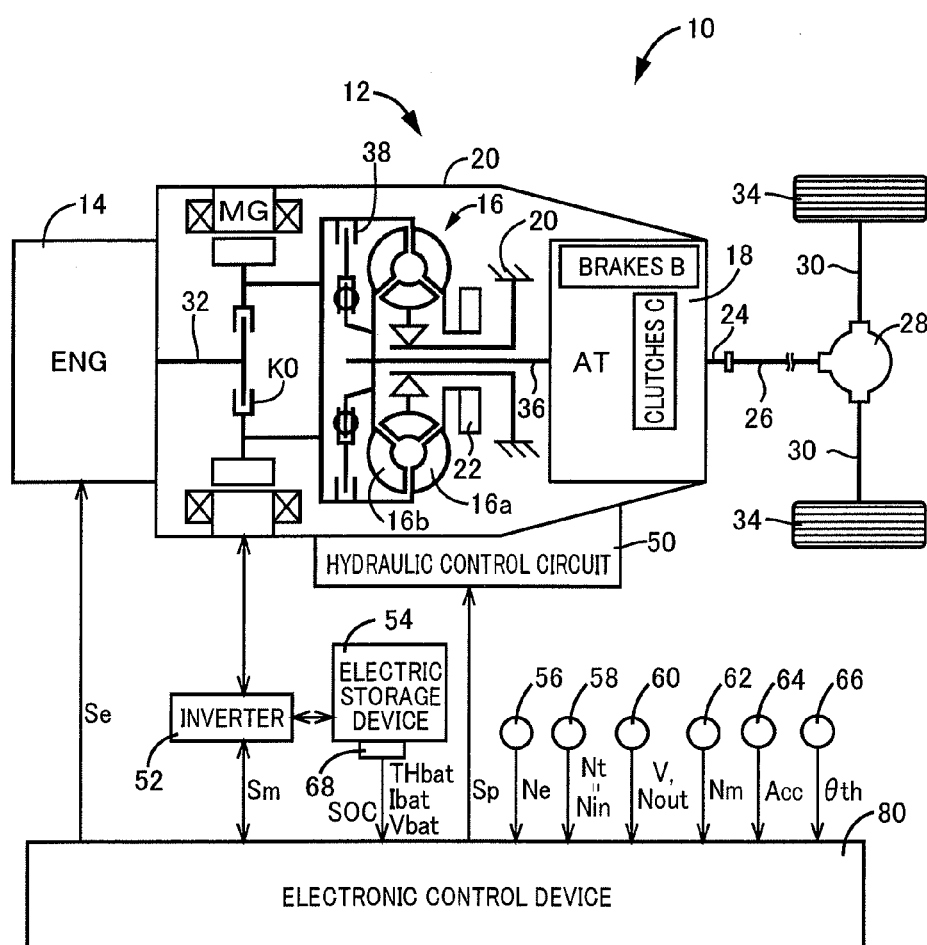 10
12
38
20
14
MG
16
20
34
BRAKES B
18
30
32
24
28
ENG
K0
AT
CLUTCHES C
36
26
22
30
16b
16a
34
50
HYDRAULIC CONTROL CIRCUIT
54
ELECTRIC
STORAGE
DEVICE
56
58
60
62
64
66
Se
INVERTER
52
68
Sm
SOC
THbat
Ibat
Vbat
Sp
Ne
Nt
=
Nin
V,
Nout
Nm
Acc
θth
80
ELECTRONIC CONTROL DEVICE